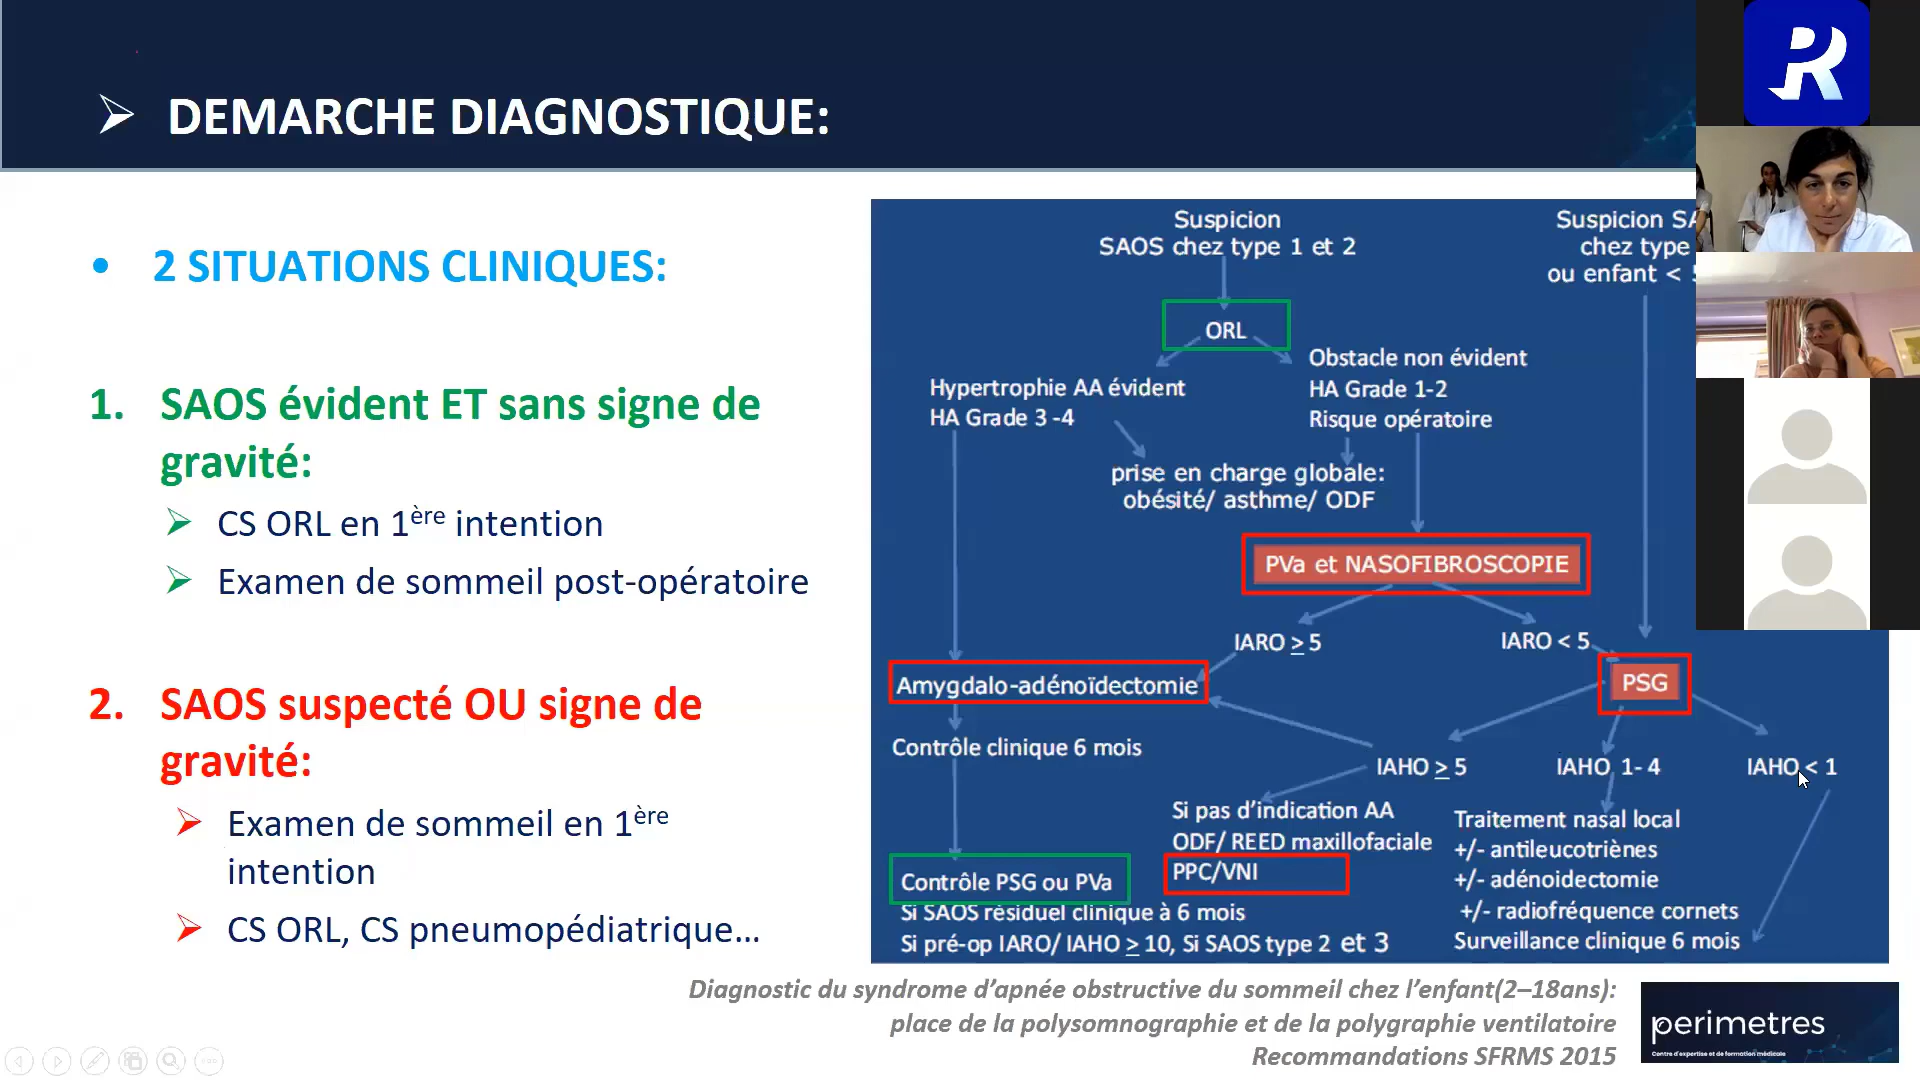 DEMARCHE DIAGNOSTIQUE:
2 SITUATIONS CLINIQUES:
1. SAOS évident ET sans signe de
gravité:
CS ORL en 1ère intention
Examen de sommeil post-opératoire
2. SAOS suspecté OU signe de
gravité:
Examen de sommeil en 1ère
intention
CS ORL, CS pneumopédiatrique...
Suspicion
SAOS chez type 1 et 2
Suspicion
chez type
ou enfant <
ORL
Hypertrophie AA évident
HA Grade 3 -4
Obstacle non évident
HA Grade 1-2
Risque opératoire
prise en charge globale:
obésité/ asthme/ ODF
PVa et NASOFIBROSCOPIE
IARO ≥ 5
IARO < 5
Amygdalo-adénoïdectomie
PSG
Contrôle clinique 6 mois
IAHO ≥ 5
IAHO 1- 4
IAHO < 1
Si pas d'indication AA
ODF/ REED maxillofaciale
PPC/VNI
Traitement nasal local
+/- antileucotriènes
+/- adénoidectomie
+/- radiofréquence cornets
Surveillance clinique 6 mois
Contrôle PSG ou PVa
Si SAOS résiduel clinique à 6 mois
Si pré-op IARO/ IAHO ≥ 10, Si SAOS type 2 et 3
Diagnostic du syndrome d'apnée obstructive du sommeil chez l'enfant(2–18ans):
place de la polysomnographie et de la polygraphie ventilatoire
Recommandations SFRMS 2015
perimetres
Centre d'expertise et de formation médicale